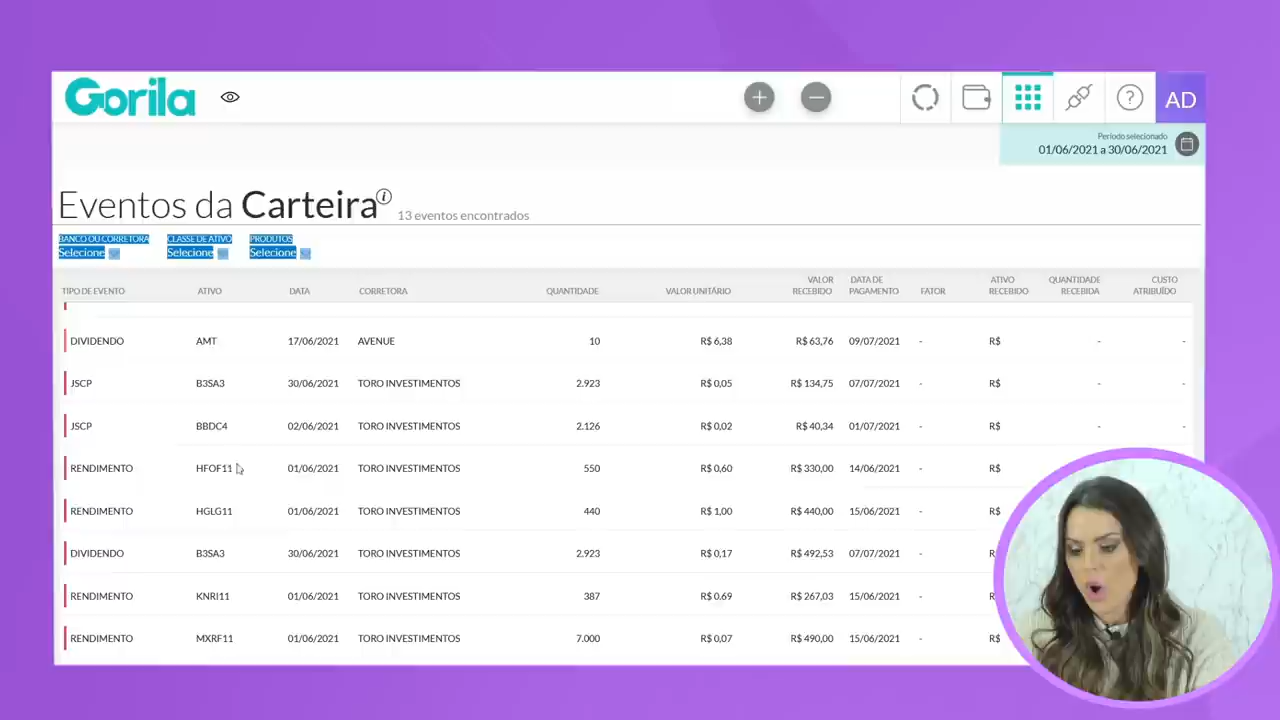 Gorila
+ − ? AD
Período selecionado
01/06/2021 a 30/06/2021
Eventos da Carteira i 13 eventos encontrados
BANCO OU CORRETORA CLASSE DE ATIVO PRODUTOS
Selecione Selecione Selecione
TIPO DE EVENTO ATIVO DATA CORRETORA QUANTIDADE VALOR UNITÁRIO VALOR RECEBIDO DATA DE PAGAMENTO FATOR ATIVO RECEBIDO QUANTIDADE RECEBIDA CUSTO ATRIBUÍDO
DIVIDENDO AMT 17/06/2021 AVENUE 10 R$ 6,38 R$ 63,76 09/07/2021 - R$ - -
JSCP B3SA3 30/06/2021 TORO INVESTIMENTOS 2.923 R$ 0,05 R$ 134,75 07/07/2021 - R$ - -
JSCP BBDC4 02/06/2021 TORO INVESTIMENTOS 2.126 R$ 0,02 R$ 40,34 01/07/2021 - R$ - -
RENDIMENTO HFOF11 01/06/2021 TORO INVESTIMENTOS 550 R$ 0,60 R$ 330,00 14/06/2021 - R$
RENDIMENTO HGLG11 01/06/2021 TORO INVESTIMENTOS 440 R$ 1,00 R$ 440,00 15/06/2021 - R$
DIVIDENDO B3SA3 30/06/2021 TORO INVESTIMENTOS 2.923 R$ 0,17 R$ 492,53 07/07/2021 - R
RENDIMENTO KNRI11 01/06/2021 TORO INVESTIMENTOS 387 R$ 0,69 R$ 267,03 15/06/2021 - R$
RENDIMENTO MXRF11 01/06/2021 TORO INVESTIMENTOS 7.000 R$ 0,07 R$ 490,00 15/06/2021 - R$